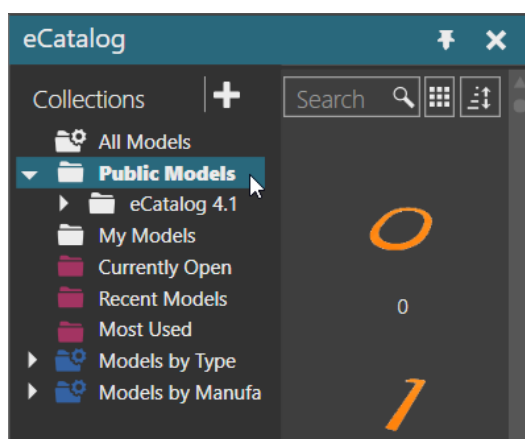 eCatalog
Collections
Search
All Models
Public Models
eCatalog 4.1
My Models
Currently Open
Recent Models
Most Used
Models by Type
Models by Manufa
0
0
1